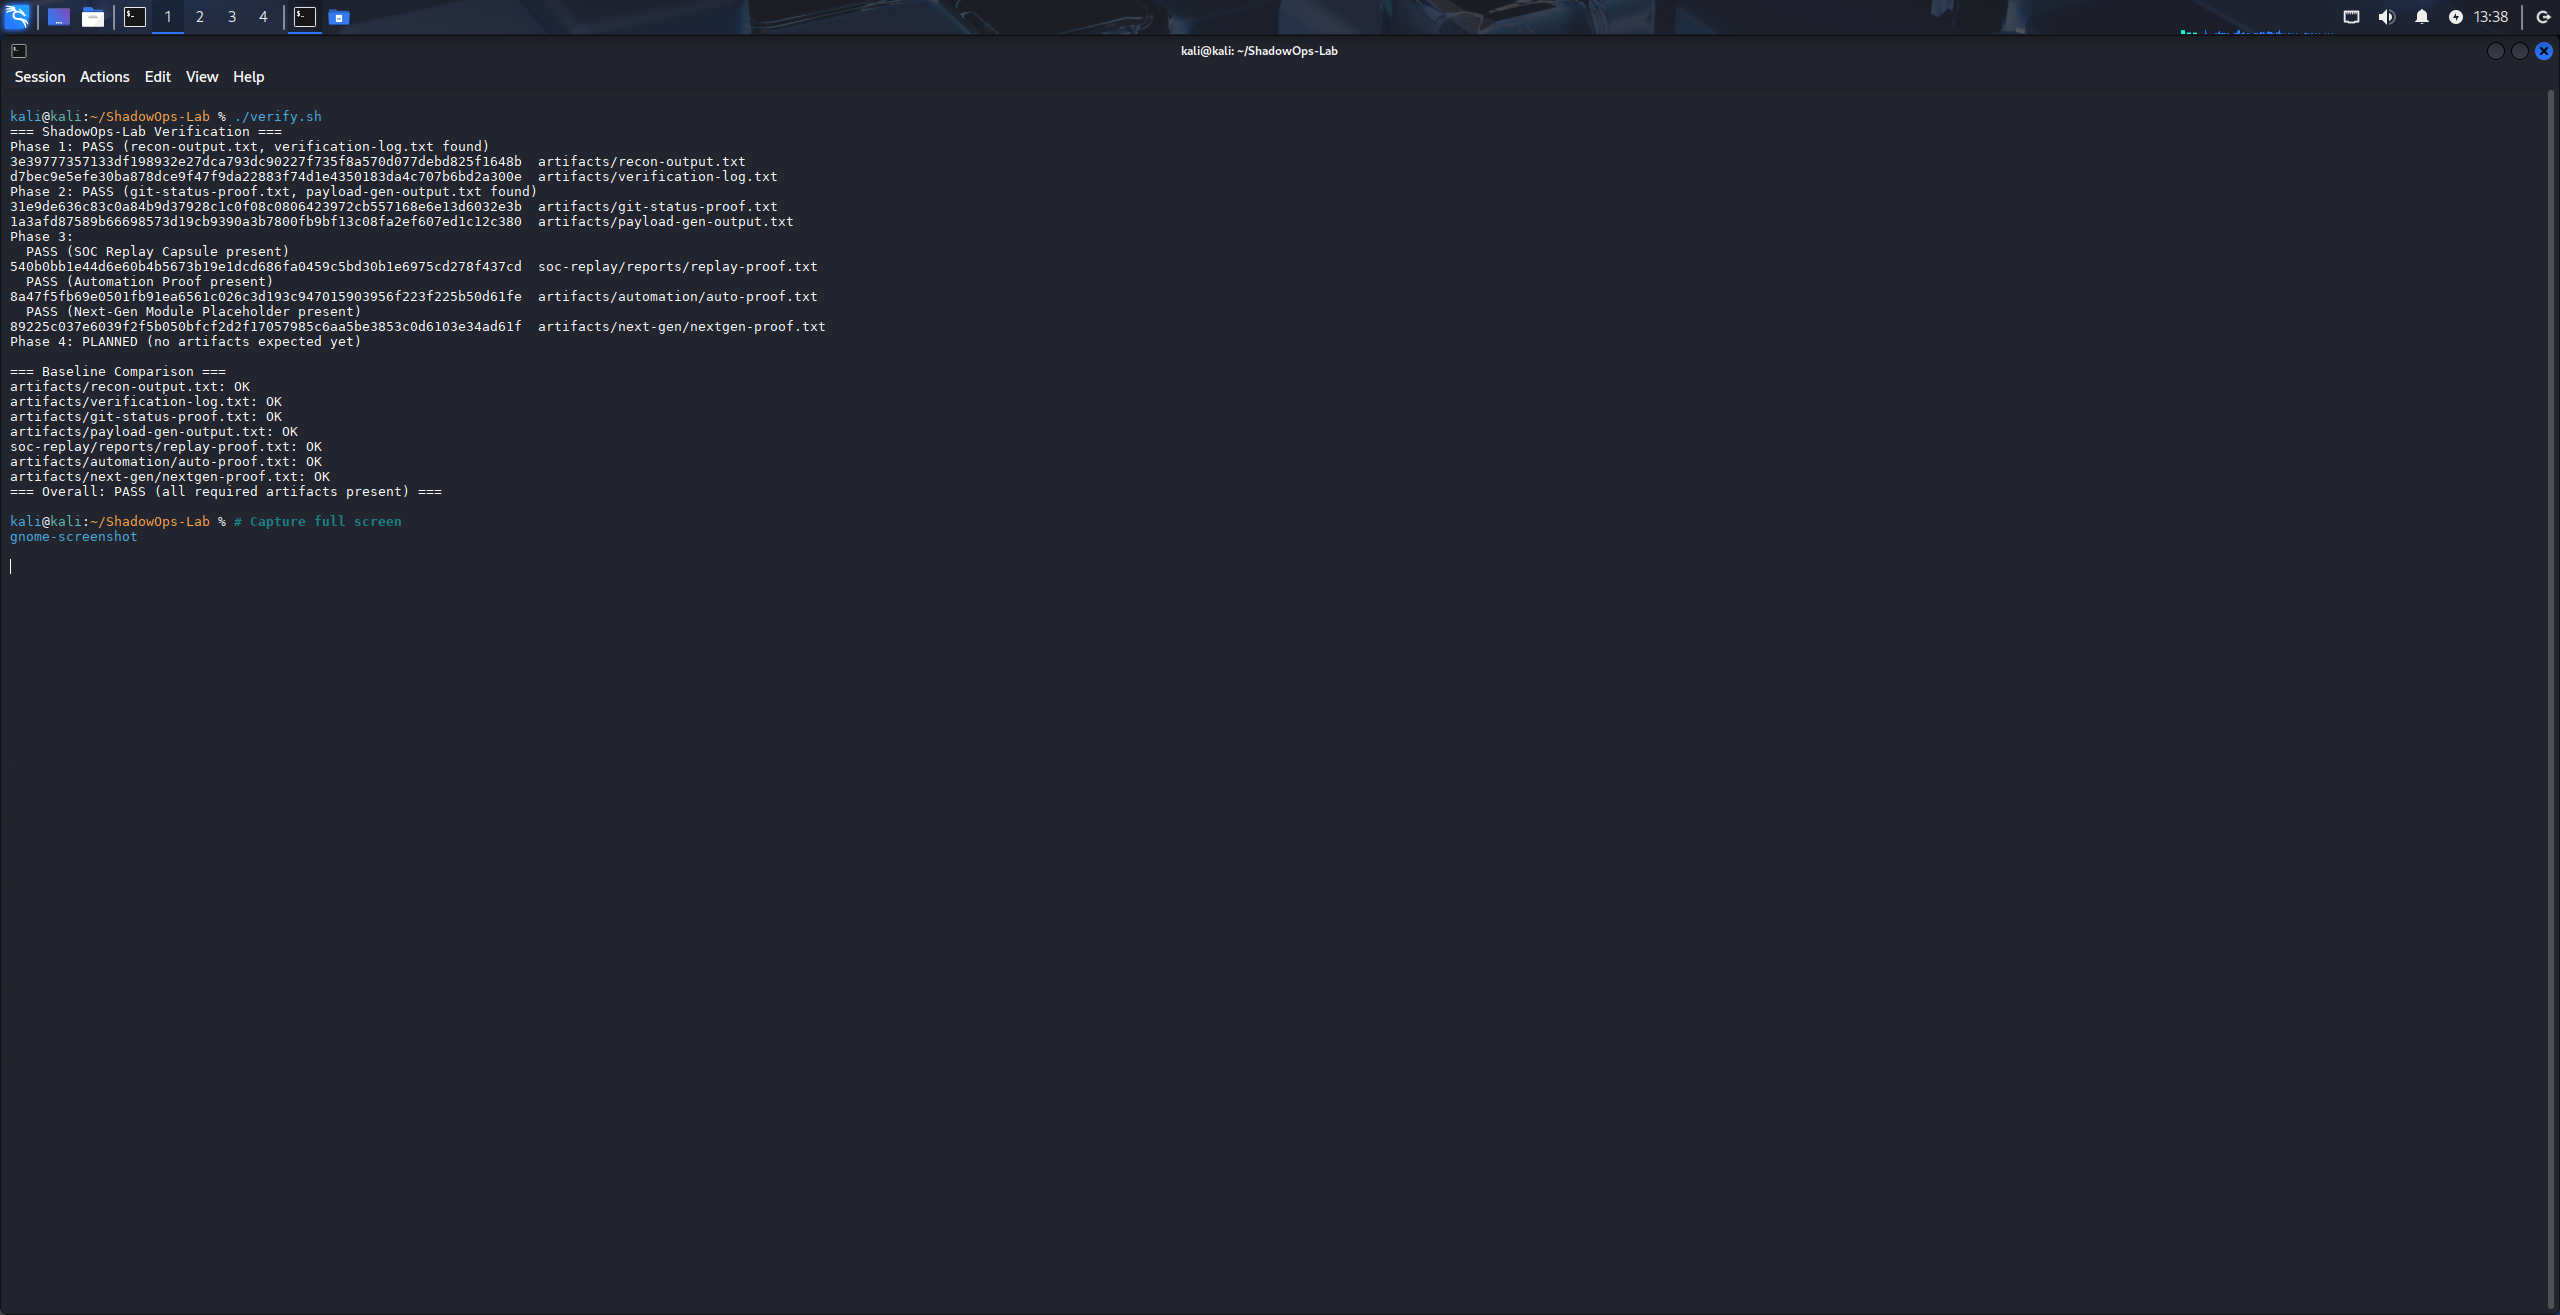 1 2 3 4
13:38
kali@kali: ~/ShadowOps-Lab
Session Actions Edit View Help
kali@kali:~/ShadowOps-Lab % ./verify.sh
=== ShadowOps-Lab Verification ===
Phase 1: PASS (recon-output.txt, verification-log.txt found)
3e39777357133df198932e27dca793dc90227f735f8a570d077debd825f1648b  artifacts/recon-output.txt
d7bec9e5efe30ba878dce9f47f9da22883f74d1e4350183da4c707b6bd2a300e  artifacts/verification-log.txt
Phase 2: PASS (git-status-proof.txt, payload-gen-output.txt found)
31e9de636c83c0a84b9d37928c1c0f08c0806423972cb557168e6e13d6032e3b  artifacts/git-status-proof.txt
1a3afd87589b66698573d19cb9390a3b7800fb9bf13c08fa2ef607ed1c12c380  artifacts/payload-gen-output.txt
Phase 3:
  PASS (SOC Replay Capsule present)
540b0bb1e44d6e60b4b5673b19e1dcd686fa0459c5bd30b1e6975cd278f437cd  soc-replay/reports/replay-proof.txt
  PASS (Automation Proof present)
8a47f5fb69e0501fb91ea6561c026c3d193c947015903956f223f225b50d61fe  artifacts/automation/auto-proof.txt
  PASS (Next-Gen Module Placeholder present)
89225c037e6039f2f5b050bfcf2d2f17057985c6aa5be3853c0d6103e34ad61f  artifacts/next-gen/nextgen-proof.txt
Phase 4: PLANNED (no artifacts expected yet)
=== Baseline Comparison ===
artifacts/recon-output.txt: OK
artifacts/verification-log.txt: OK
artifacts/git-status-proof.txt: OK
artifacts/payload-gen-output.txt: OK
soc-replay/reports/replay-proof.txt: OK
artifacts/automation/auto-proof.txt: OK
artifacts/next-gen/nextgen-proof.txt: OK
=== Overall: PASS (all required artifacts present) ===
kali@kali:~/ShadowOps-Lab % # Capture full screen
gnome-screenshot